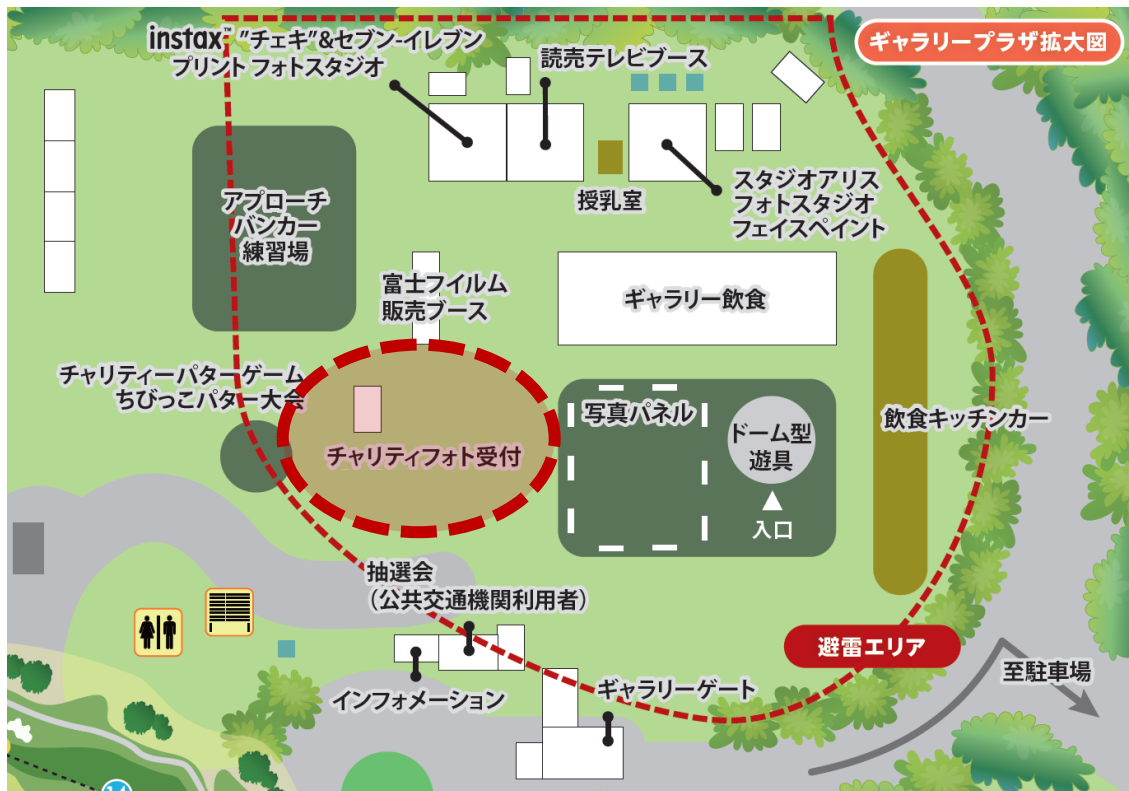 ギャラリープラザ拡大図
instax™ "チェキ"&セブン-イレブン
プリント フォトスタジオ
読売テレビブース
授乳室
スタジオアリス
フォトスタジオ
フェイスペイント
アプローチ
バンカー
練習場
富士フイルム
販売ブース
ギャラリー飲食
チャリティーパターゲーム
ちびっこパター大会
チャリティフォト受付
写真パネル
ドーム型
遊具
入口
飲食キッチンカー
抽選会
（公共交通機関利用者）
避雷エリア
インフォメーション
ギャラリーゲート
至駐車場